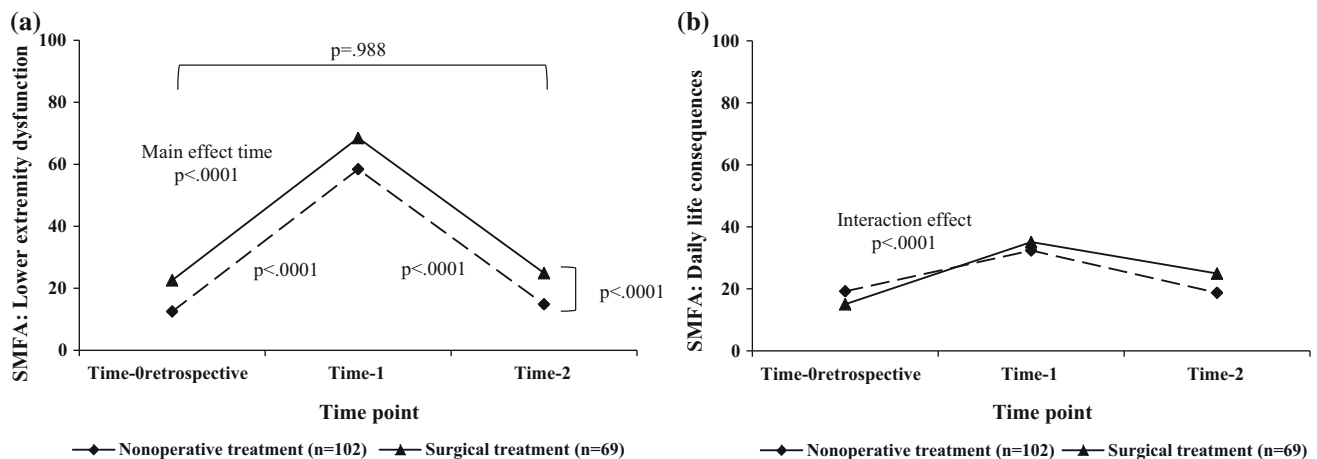 (a)
SMFA: Lower extremity dysfunction
100
80
60
40
20
0
p=.988
Main effect time
p<.0001
p<.0001
p<.0001
p<.0001
Time-0retrospective
Time-1
Time-2
Time point
Nonoperative treatment (n=102)
Surgical treatment (n=69)
(b)
SMFA: Daily life consequences
100
80
60
40
20
0
Interaction effect
p<.0001
Time-0retrospective
Time-1
Time-2
Time point
Nonoperative treatment (n=102)
Surgical treatment (n=69)